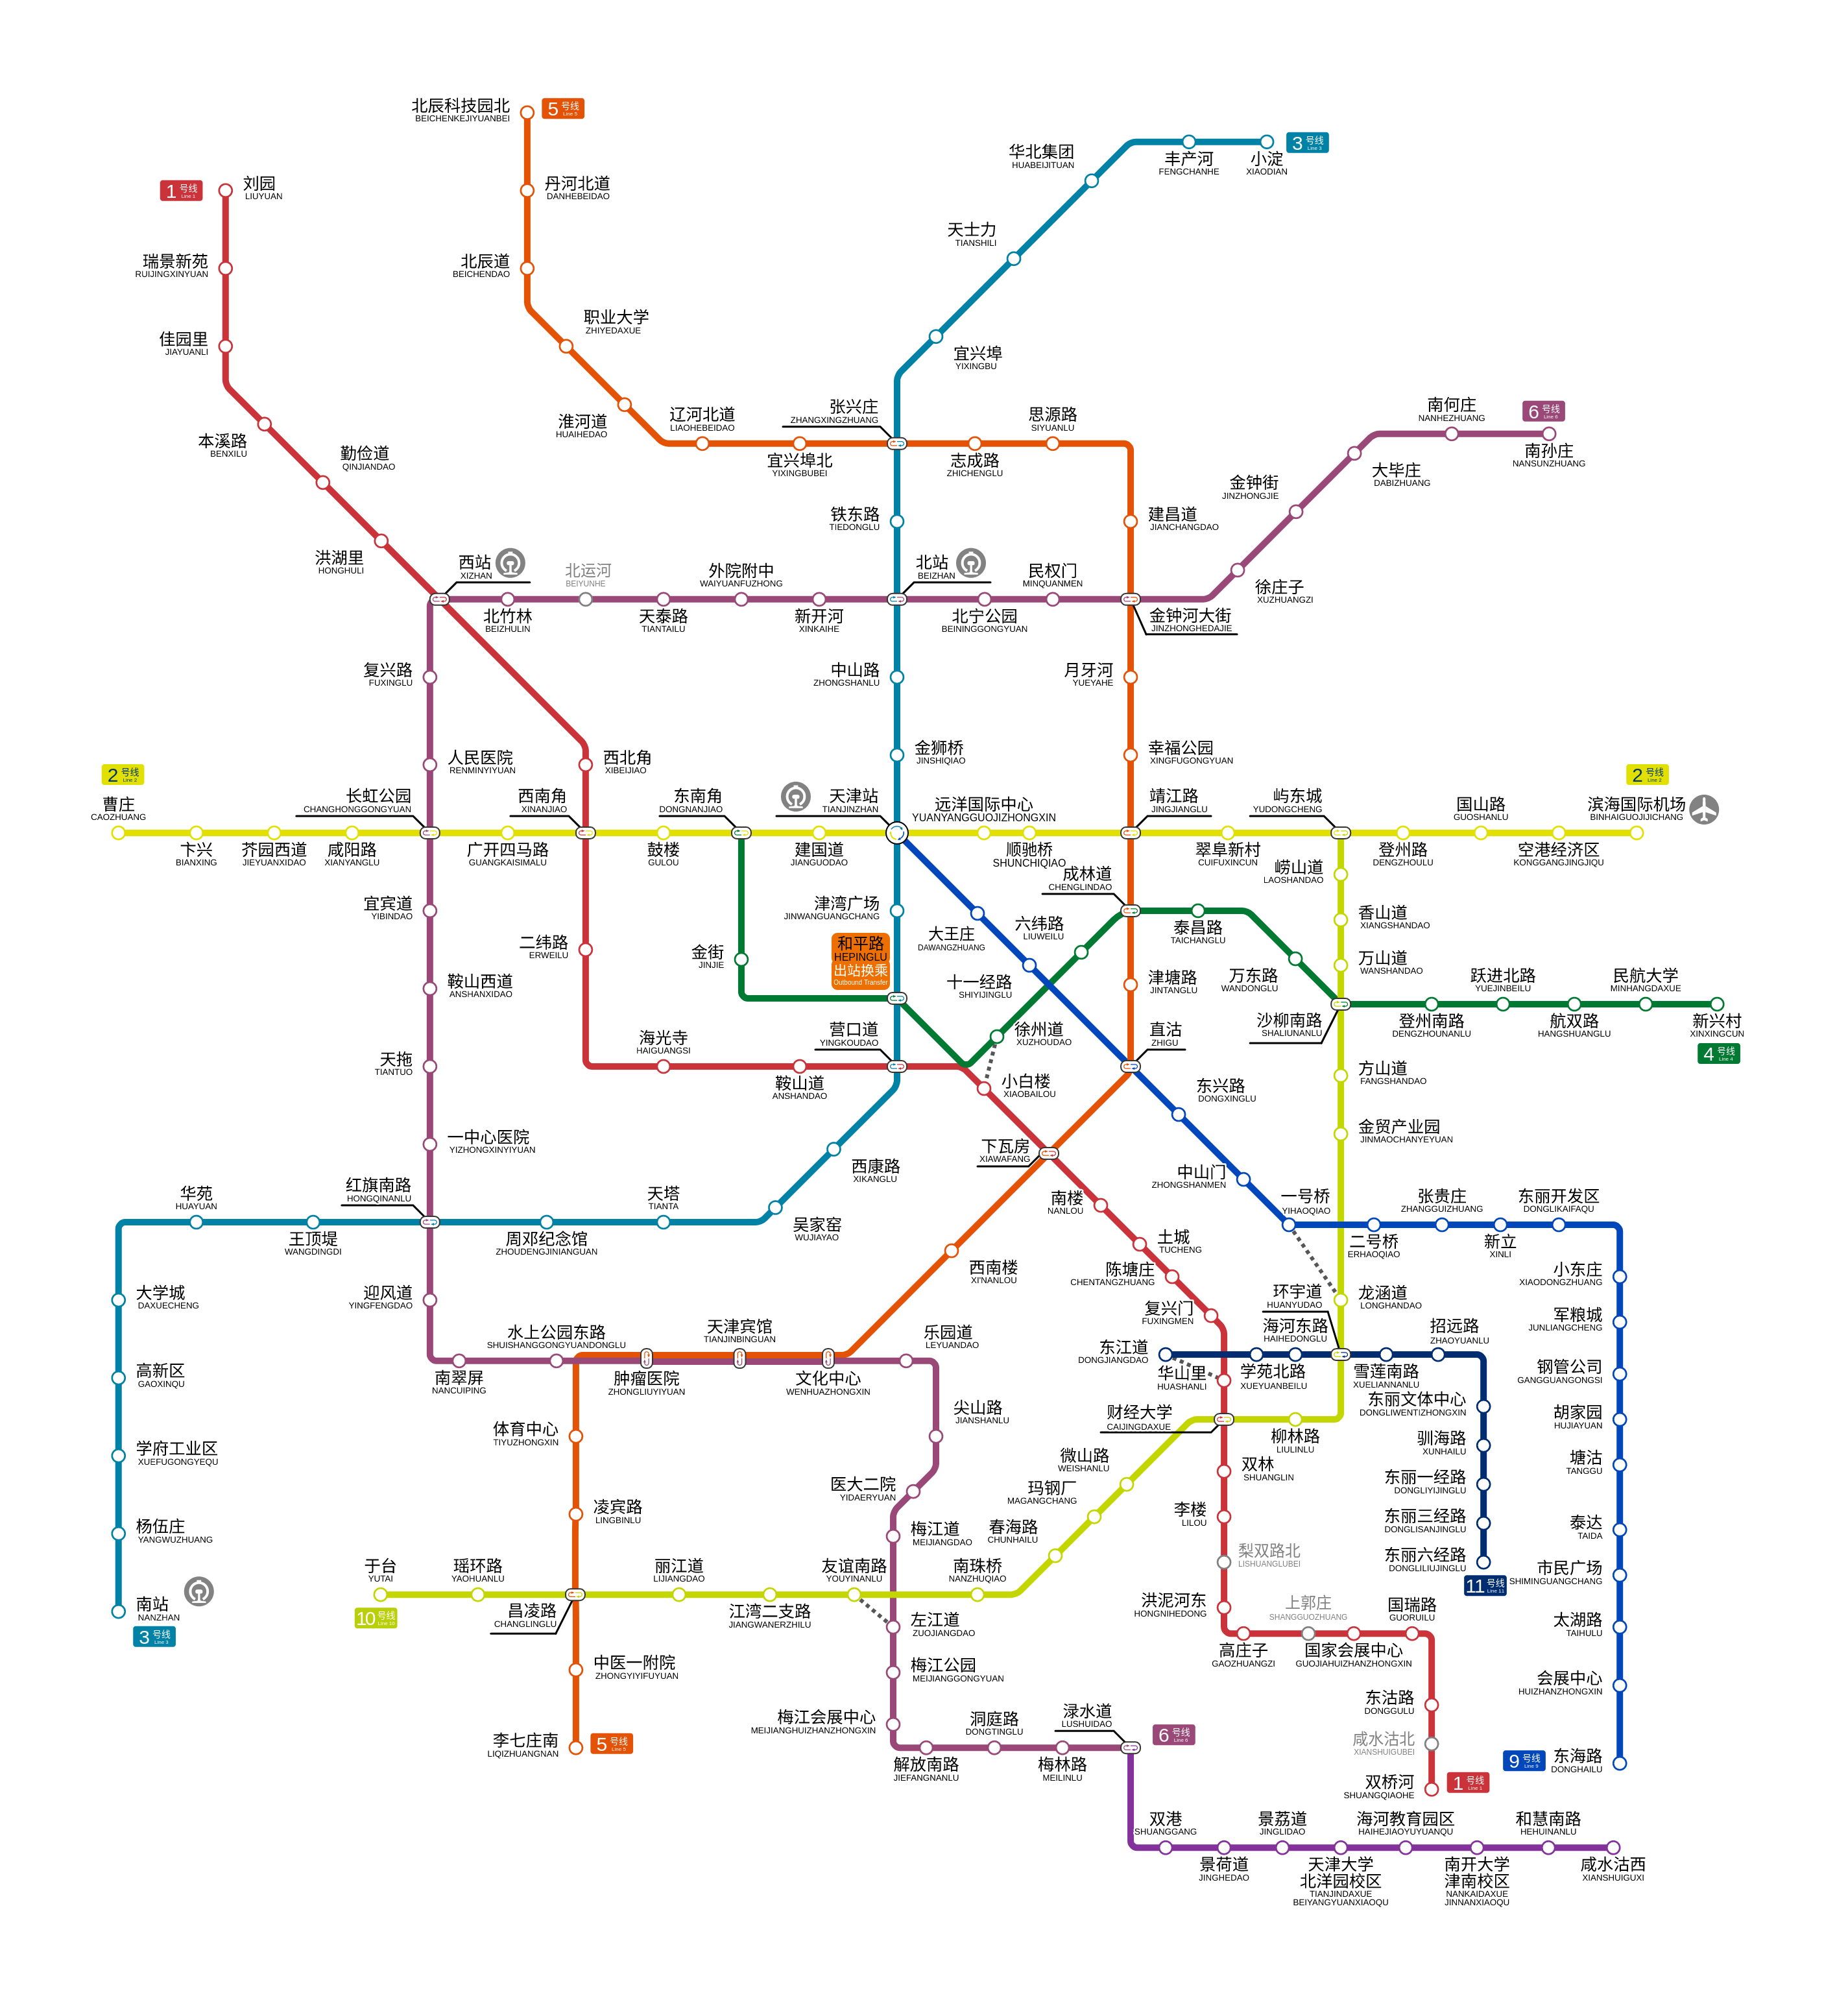 北辰科技园北
BEICHENKEJIYUANBEI
5 号线
Line 5
丹河北道
DANHEBEIDAO
北辰道
BEICHENDAO
职业大学
ZHIYEDAXUE
淮河道
HUAIHEDAO
辽河北道
LIAOHEBEIDAO
宜兴埠北
YIXINGBUBEI
张兴庄
ZHANGXINGZHUANG
志成路
ZHICHENGLU
思源路
SIYUANLU
建昌道
JIANCHANGDAO
3 号线
Line 3
小淀
XIAODIAN
丰产河
FENGCHANHE
华北集团
HUABEIJITUAN
天士力
TIANSHILI
宜兴埠
YIXINGBU
铁东路
TIEDONGLU
1 号线
Line 1
刘园
LIUYUAN
瑞景新苑
RUIJINGXINYUAN
佳园里
JIAYUANLI
本溪路
BENXILU
勤俭道
QINJIANDAO
洪湖里
HONGHULI
6 号线
Line 6
南孙庄
NANSUNZHUANG
南何庄
NANHEZHUANG
大毕庄
DABIZHUANG
金钟街
JINZHONGJIE
徐庄子
XUZHUANGZI
西站
XIZHAN
北竹林
BEIZHULIN
北运河
BEIYUNHE
天泰路
TIANTAILU
外院附中
WAIYUANFUZHONG
新开河
XINKAIHE
北站
BEIZHAN
北宁公园
BEININGGONGYUAN
民权门
MINQUANMEN
金钟河大街
JINZHONGHEDAJIE
复兴路
FUXINGLU
中山路
ZHONGSHANLU
月牙河
YUEYAHE
人民医院
RENMINYIYUAN
西北角
XIBEIJIAO
金狮桥
JINSHIQIAO
幸福公园
XINGFUGONGYUAN
2 号线
Line 2
曹庄
CAOZHUANG
卞兴
BIANXING
芥园西道
JIEYUANXIDAO
咸阳路
XIANYANGLU
长虹公园
CHANGHONGGONGYUAN
广开四马路
GUANGKAISIMALU
西南角
XINANJIAO
鼓楼
GULOU
东南角
DONGNANJIAO
建国道
JIANGUODAO
天津站
TIANJINZHAN
远洋国际中心
YUANYANGGUOJIZHONGXIN
顺驰桥
SHUNCHIQIAO
靖江路
JINGJIANGLU
翠阜新村
CUIFUXINCUN
屿东城
YUDONGCHENG
登州路
DENGZHOULU
国山路
GUOSHANLU
空港经济区
KONGGANGJINGJIQU
滨海国际机场
BINHAIGUOJIJICHANG
2 号线
Line 2
崂山道
LAOSHANDAO
成林道
CHENGLINDAO
宜宾道
YIBINDAO
津湾广场
JINWANGUANGCHANG
大王庄
DAWANGZHUANG
六纬路
LIUWEILU
泰昌路
TAICHANGLU
香山道
XIANGSHANDAO
二纬路
ERWEILU
金街
JINJIE
和平路
HEPINGLU
出站换乘
Outbound Transfer
十一经路
SHIYIJINGLU
津塘路
JINTANGLU
万东路
WANDONGLU
万山道
WANSHANDAO
鞍山西道
ANSHANXIDAO
沙柳南路
SHALIUNANLU
登州南路
DENGZHOUNANLU
跃进北路
YUEJINBEILU
航双路
HANGSHUANGLU
民航大学
MINHANGDAXUE
新兴村
XINXINGCUN
4 号线
Line 4
天拖
TIANTUO
海光寺
HAIGUANGSI
鞍山道
ANSHANDAO
营口道
YINGKOUDAO
徐州道
XUZHOUDAO
小白楼
XIAOBAILOU
直沽
ZHIGU
东兴路
DONGXINGLU
方山道
FANGSHANDAO
一中心医院
YIZHONGXINYIYUAN
西康路
XIKANGLU
下瓦房
XIAWAFANG
中山门
ZHONGSHANMEN
金贸产业园
JINMAOCHANYEYUAN
华苑
HUAYUAN
王顶堤
WANGDINGDI
红旗南路
HONGQINANLU
周邓纪念馆
ZHOUDENGJINIANGUAN
天塔
TIANTA
吴家窑
WUJIAYAO
南楼
NANLOU
土城
TUCHENG
一号桥
YIHAOQIAO
二号桥
ERHAOQIAO
张贵庄
ZHANGGUIZHUANG
新立
XINLI
东丽开发区
DONGLIKAIFAQU
西南楼
XI'NANLOU
陈塘庄
CHENTANGZHUANG
小东庄
XIAODONGZHUANG
大学城
DAXUECHENG
迎风道
YINGFENGDAO
复兴门
FUXINGMEN
环宇道
HUANYUDAO
龙涵道
LONGHANDAO
军粮城
JUNLIANGCHENG
水上公园东路
SHUISHANGGONGYUANDONGLU
南翠屏
NANCUIPING
肿瘤医院
ZHONGLIUYIYUAN
天津宾馆
TIANJINBINGUAN
文化中心
WENHUAZHONGXIN
乐园道
LEYUANDAO
东江道
DONGJIANGDAO
海河东路
HAIHEDONGLU
学苑北路
XUEYUANBEILU
雪莲南路
XUELIANNANLU
招远路
ZHAOYUANLU
高新区
GAOXINQU
华山里
HUASHANLI
钢管公司
GANGGUANGONGSI
尖山路
JIANSHANLU
财经大学
CAIJINGDAXUE
柳林路
LIULINLU
东丽文体中心
DONGLIWENTIZHONGXIN
胡家园
HUJIAYUAN
体育中心
TIYUZHONGXIN
学府工业区
XUEFUGONGYEQU
驯海路
XUNHAILU
塘沽
TANGGU
微山路
WEISHANLU
双林
SHUANGLIN
医大二院
YIDAERYUAN
玛钢厂
MAGANGCHANG
东丽一经路
DONGLIYIJINGLU
凌宾路
LINGBINLU
李楼
LILOU
东丽三经路
DONGLISANJINGLU
杨伍庄
YANGWUZHUANG
梅江道
MEIJIANGDAO
春海路
CHUNHAILU
泰达
TAIDA
梨双路北
LISHUANGLUBEI
东丽六经路
DONGLILIUJINGLU
11 号线
Line 11
市民广场
SHIMINGUANGCHANG
于台
YUTAI
10 号线
Line 10
瑶环路
YAOHUANLU
昌凌路
CHANGLINGLU
丽江道
LIJIANGDAO
江湾二支路
JIANGWANERZHILU
友谊南路
YOUYINANLU
南珠桥
NANZHUQIAO
南站
NANZHAN
3 号线
Line 3
左江道
ZUOJIANGDAO
洪泥河东
HONGNIHEDONG
高庄子
GAOZHUANGZI
上郭庄
SHANGGUOZHUANG
国家会展中心
GUOJIAHUIZHANZHONGXIN
国瑞路
GUORUILU
太湖路
TAIHULU
中医一附院
ZHONGYIYIFUYUAN
梅江公园
MEIJIANGGONGYUAN
会展中心
HUIZHANZHONGXIN
东沽路
DONGGULU
咸水沽北
XIANSHUIGUBEI
双桥河
SHUANGQIAOHE
1 号线
Line 1
9 号线
Line 9
东海路
DONGHAILU
李七庄南
LIQIZHUANGNAN
5 号线
Line 5
梅江会展中心
MEIJIANGHUIZHANZHONGXIN
解放南路
JIEFANGNANLU
洞庭路
DONGTINGLU
梅林路
MEILINLU
渌水道
LUSHUIDAO
6 号线
Line 6
双港
SHUANGGANG
景荷道
JINGHEDAO
景荔道
JINGLIDAO
天津大学
北洋园校区
TIANJINDAXUE
BEIYANGYUANXIAOQU
海河教育园区
HAIHEJIAOYUYUANQU
南开大学
津南校区
NANKAIDAXUE
JINNANXIAOQU
和慧南路
HEHUINANLU
咸水沽西
XIANSHUIGUXI